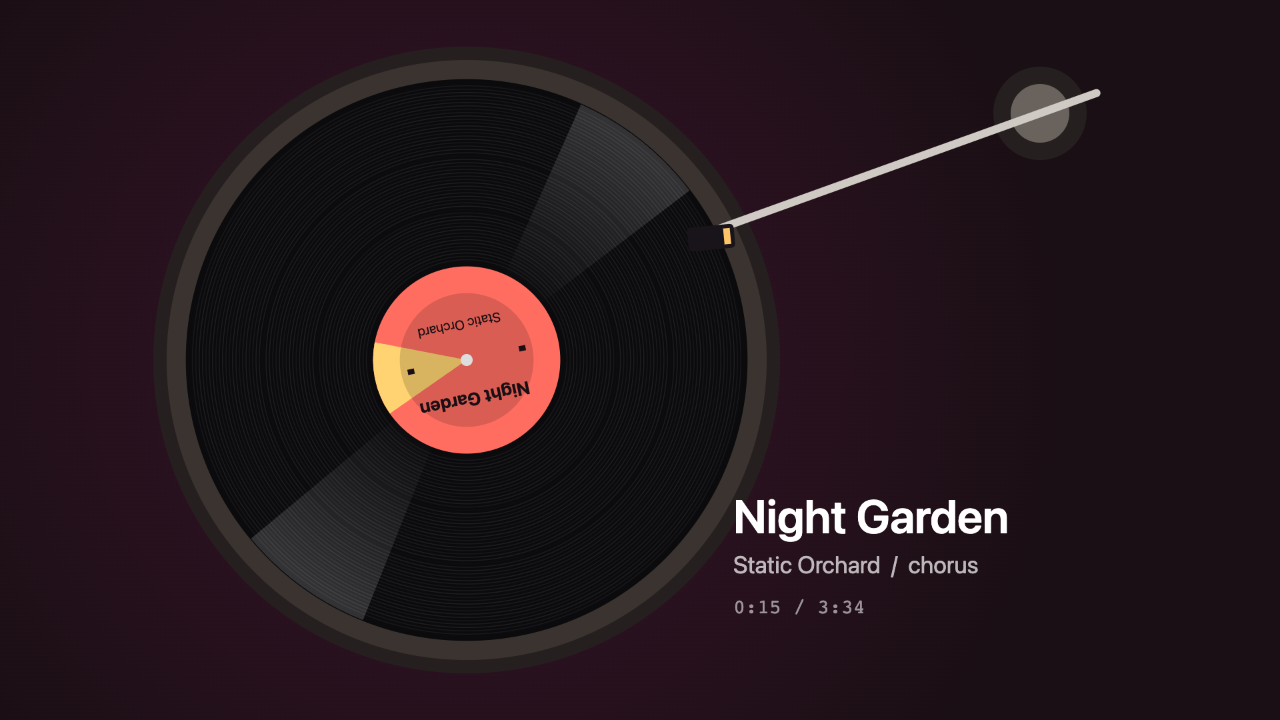 Static Orchard
Night Garden
Night Garden
Static Orchard / chorus
0:15 / 3:34